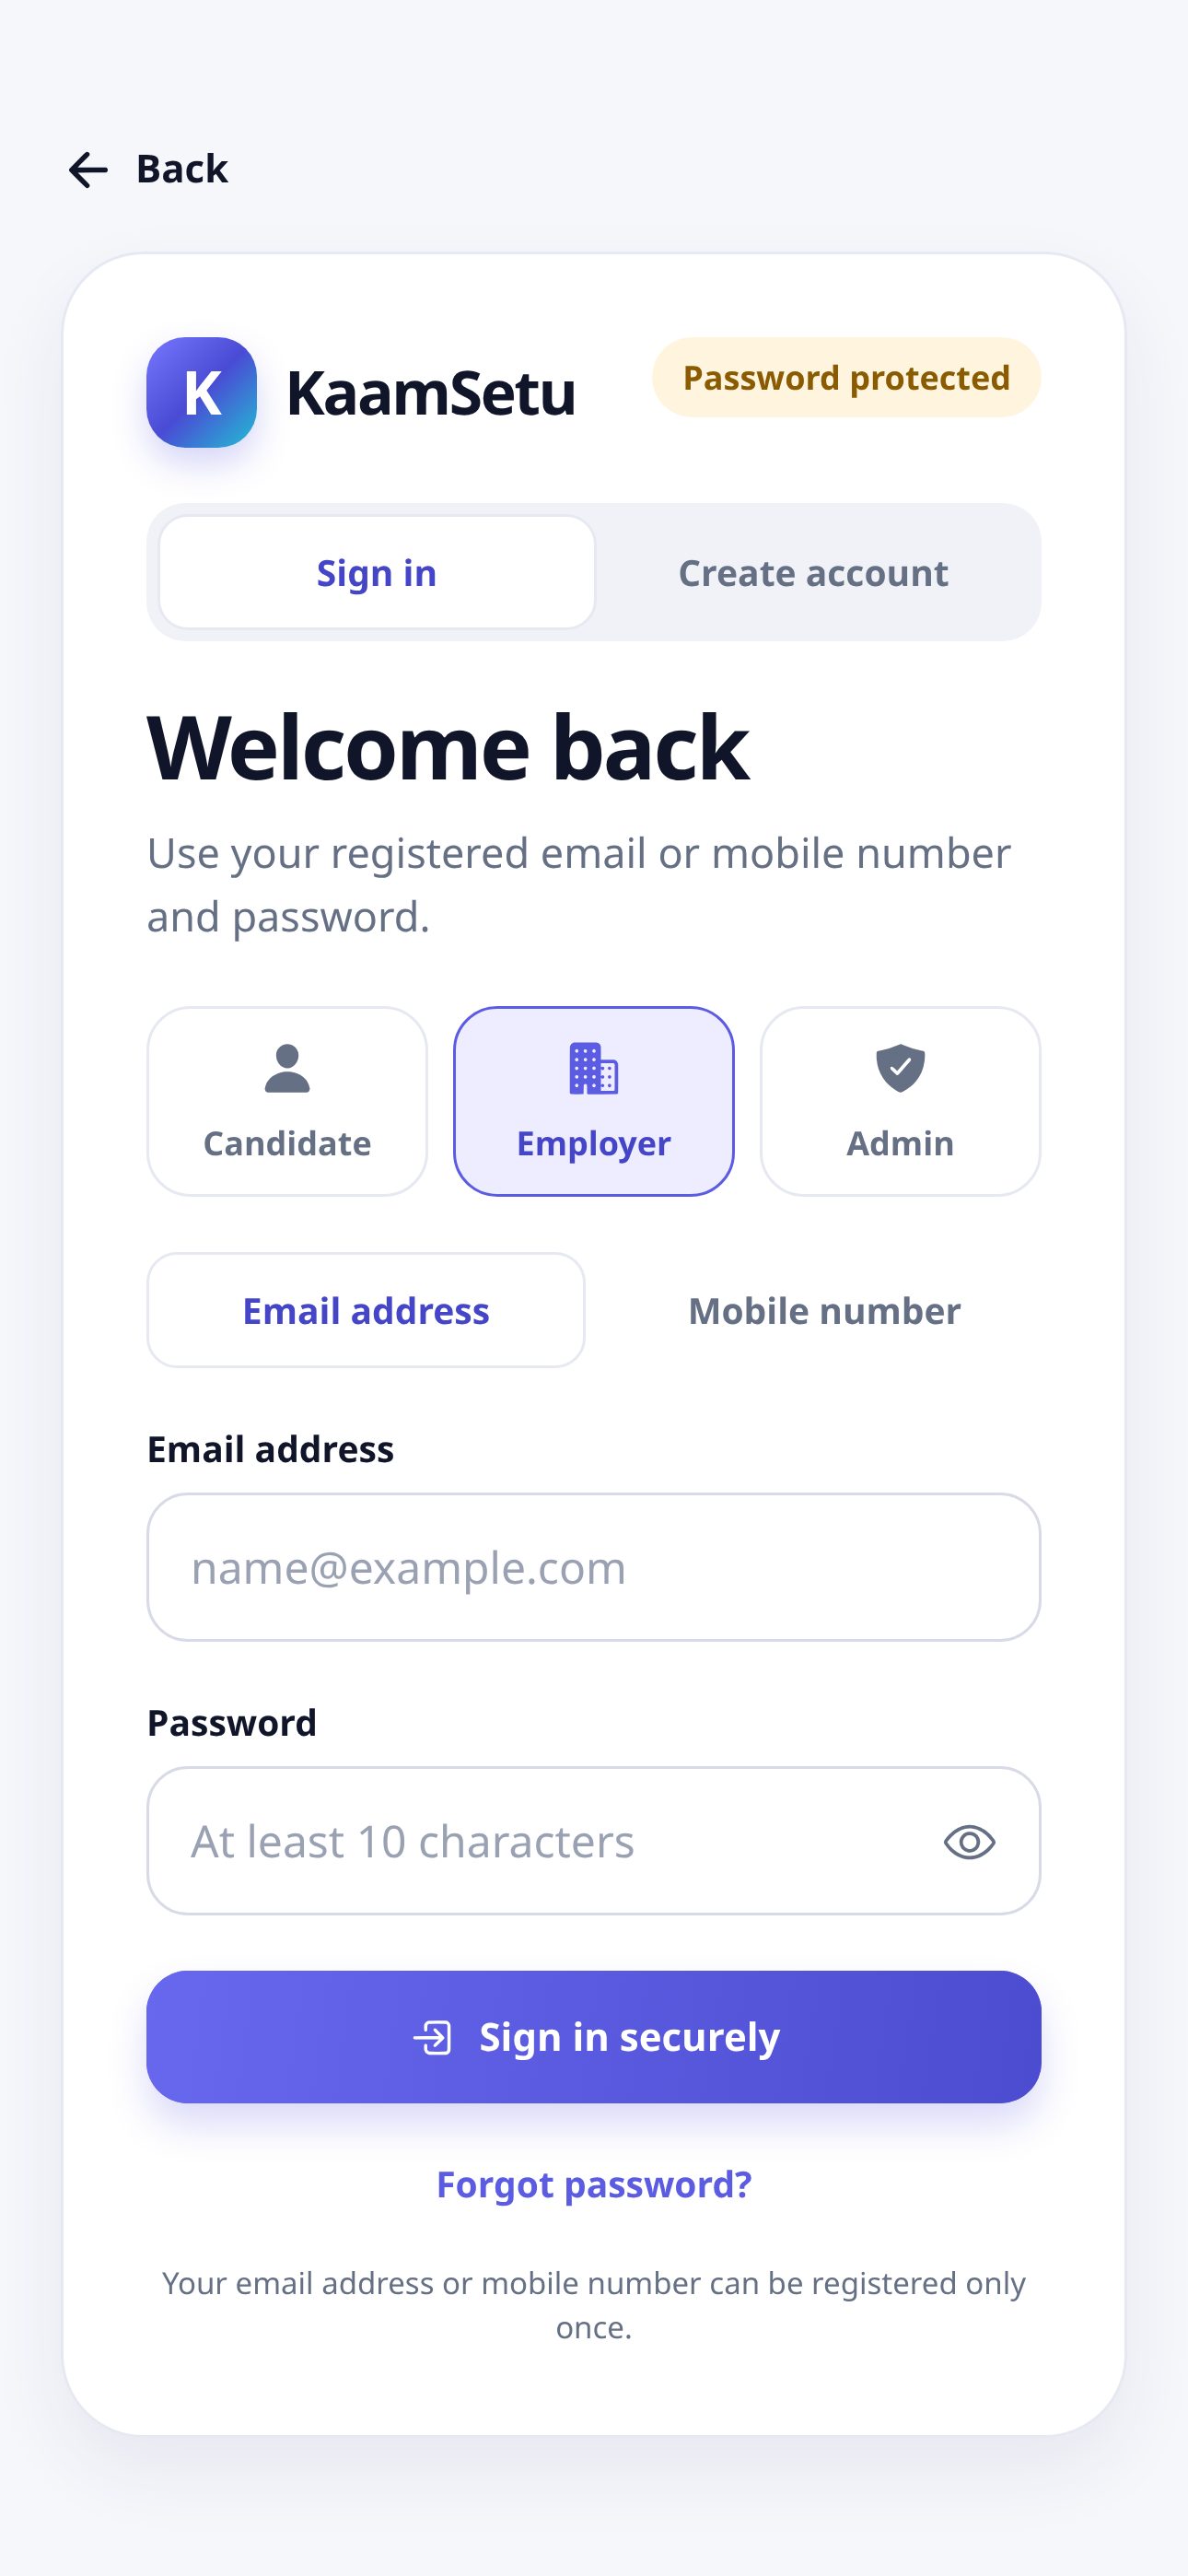 Back
K
KaamSetu
Password protected
Sign in
Create account
Welcome back
Use your registered email or mobile number
and password.
Candidate
Employer
Admin
Email address
Mobile number
Email address
name@example.com
Password
At least 10 characters
Sign in securely
Forgot password?
Your email address or mobile number can be registered only
once.